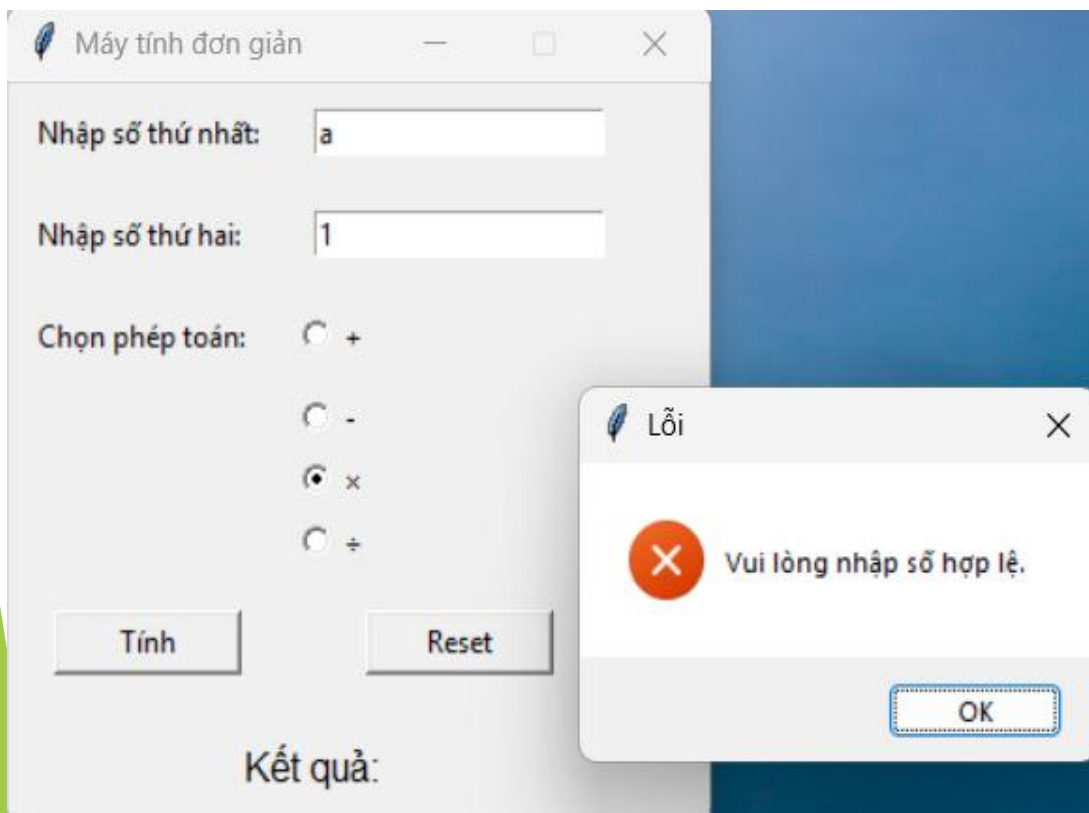 Máy tính đơn giản
Nhập số thứ nhất: a
Nhập số thứ hai: 1
Chọn phép toán: +
-
×
÷
Tính Reset
Kết quả:
Lỗi
Vui lòng nhập số hợp lệ.
OK